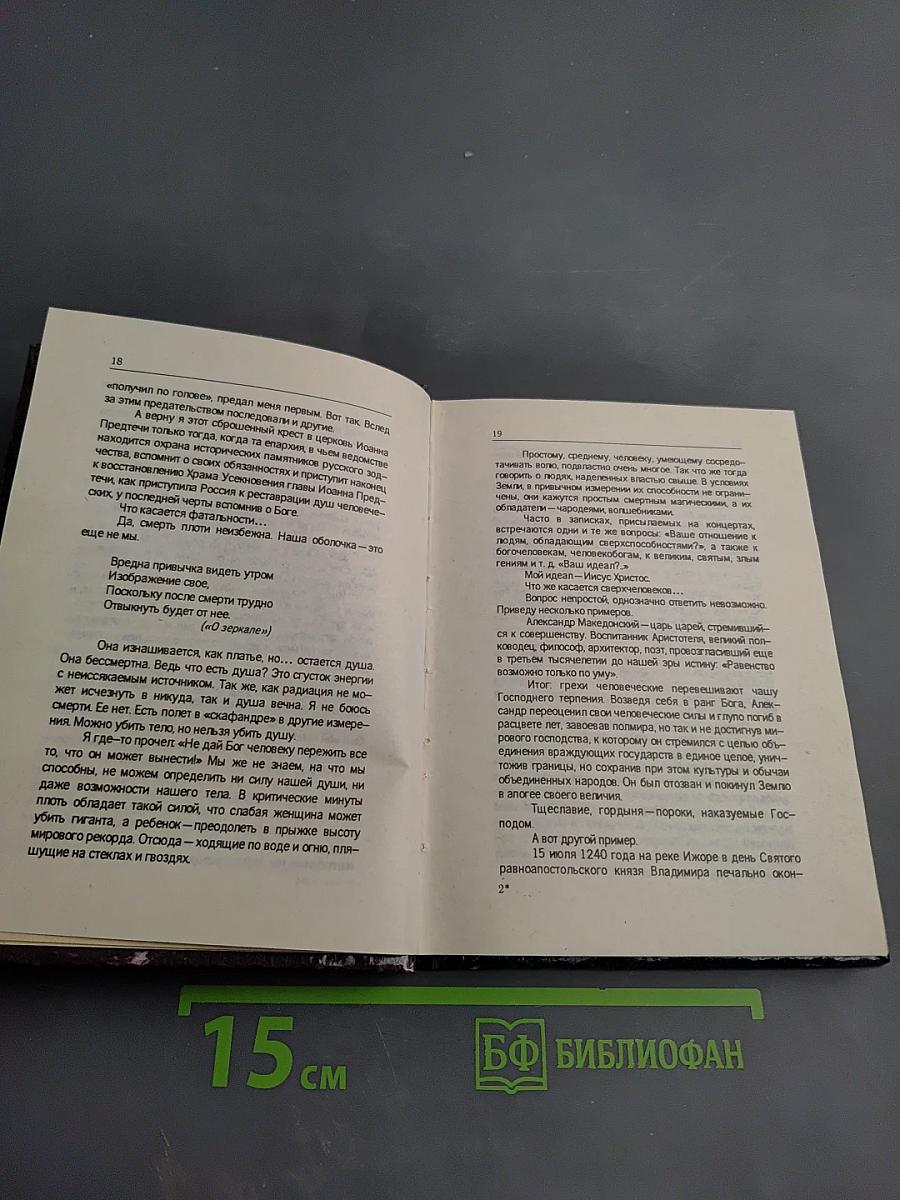 18
«получил по голове», предал меня первым. Вот так. Вслед
за этим предательством последовали и другие.
А верну я этот сброшенный крест в церковь Иоанна
Предтечи только тогда, когда та епархия, в чьем ведомстве
находится охрана исторических памятников русского зод-
чества, вспомнит о своих обязанностях и приступит наконец
к восстановлению Храма Усекновения главы Иоанна Пред-
течи, как приступила Россия к реставрации душ человече-
ских, у последней черты вспомнив о Боге.
Что касается фатальности...
Да, смерть плоти неизбежна. Наша оболочка — это
еще не мы.
Вредна привычка видеть утром
Изображение свое,
Поскольку после смерти трудно
Отвыкнуть будет от нее.
(«О зеркале»)
Она изнашивается, как платье, но... остается душа.
Она бессмертна. Ведь что есть душа? Это сгусток энергии
с неиссякаемым источником. Так же, как радиация не мо-
жет исчезнуть в никуда, так и душа вечна. Я не боюсь
смерти. Ее нет. Есть полет в «скафандре» в другие измере-
ния. Можно убить тело, но нельзя убить душу.
Я где-то прочел: «Не дай Бог человеку пережить все
то, что он может вынести!» Мы же не знаем, на что мы
способны, не можем определить ни силу нашей души, ни
даже возможности нашего тела. В критические минуты
плоть обладает такой силой, что слабая женщина может
убить гиганта, а ребенок — преодолеть в прыжке высоту
мирового рекорда. Отсюда — ходящие по воде и огню, пля-
шущие на стеклах и гвоздях.
19
Простому, среднему, человеку, умеющему сосредо-
тачивать волю, подвластно очень многое. Так что же тогда
говорить о людях, наделенных властью свыше. В условиях
Земли, в привычном измерении их способности не ограни-
чены, они кажутся простым смертным магическими, а их
обладатели — чародеями, волшебниками.
Часто в записках, присылаемых на концертах,
встречаются одни и те же вопросы: «Ваше отношение к
людям, обладающим сверхспособностями?», а также к
богочеловекам, человекобогам, к великим, святым, злым
гениям и т. д. «Ваш идеал?..»
Мой идеал — Иисус Христос.
Что же касается сверхчеловеков...
Вопрос непростой, однозначно ответить невозможно.
Приведу несколько примеров.
Александр Македонский — царь царей, стремивший-
ся к совершенству. Воспитанник Аристотеля, великий пол-
ководец, философ, архитектор, поэт, провозгласивший еще
в третьем тысячелетии до нашей эры истину: «Равенство
возможно только по уму».
Итог: грехи человеческие перевешивают чашу
Господнего терпения. Возведя себя в ранг Бога, Алек-
сандр переоценил свои человеческие силы и глупо погиб в
расцвете лет, завоевав полмира, но так и не достигнув ми-
рового господства, к которому он стремился с целью объ-
единения враждующих государств в единое целое, унич-
тожив границы, но сохранив при этом культуры и обычаи
объединенных народов. Он был отозван и покинул Землю
в апогее своего величия.
Тщеславие, гордыня — пороки, наказуемые Гос-
подом.
А вот другой пример.
15 июля 1240 года на реке Ижоре в день Святого
равноапостольского князя Владимира печально окон-
2*
15 см
БФ БИБЛИОФАН